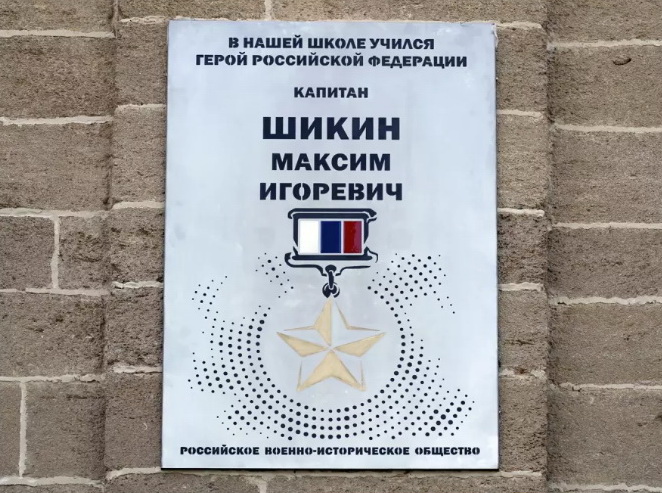 В НАШЕЙ ШКОЛЕ УЧИЛСЯ
ГЕРОЙ РОССИЙСКОЙ ФЕДЕРАЦИИ
КАПИТАН
ШИКИН
МАКСИМ
ИГОРЕВИЧ
РОССИЙСКОЕ ВОЕННО-ИСТОРИЧЕСКОЕ ОБЩЕСТВО